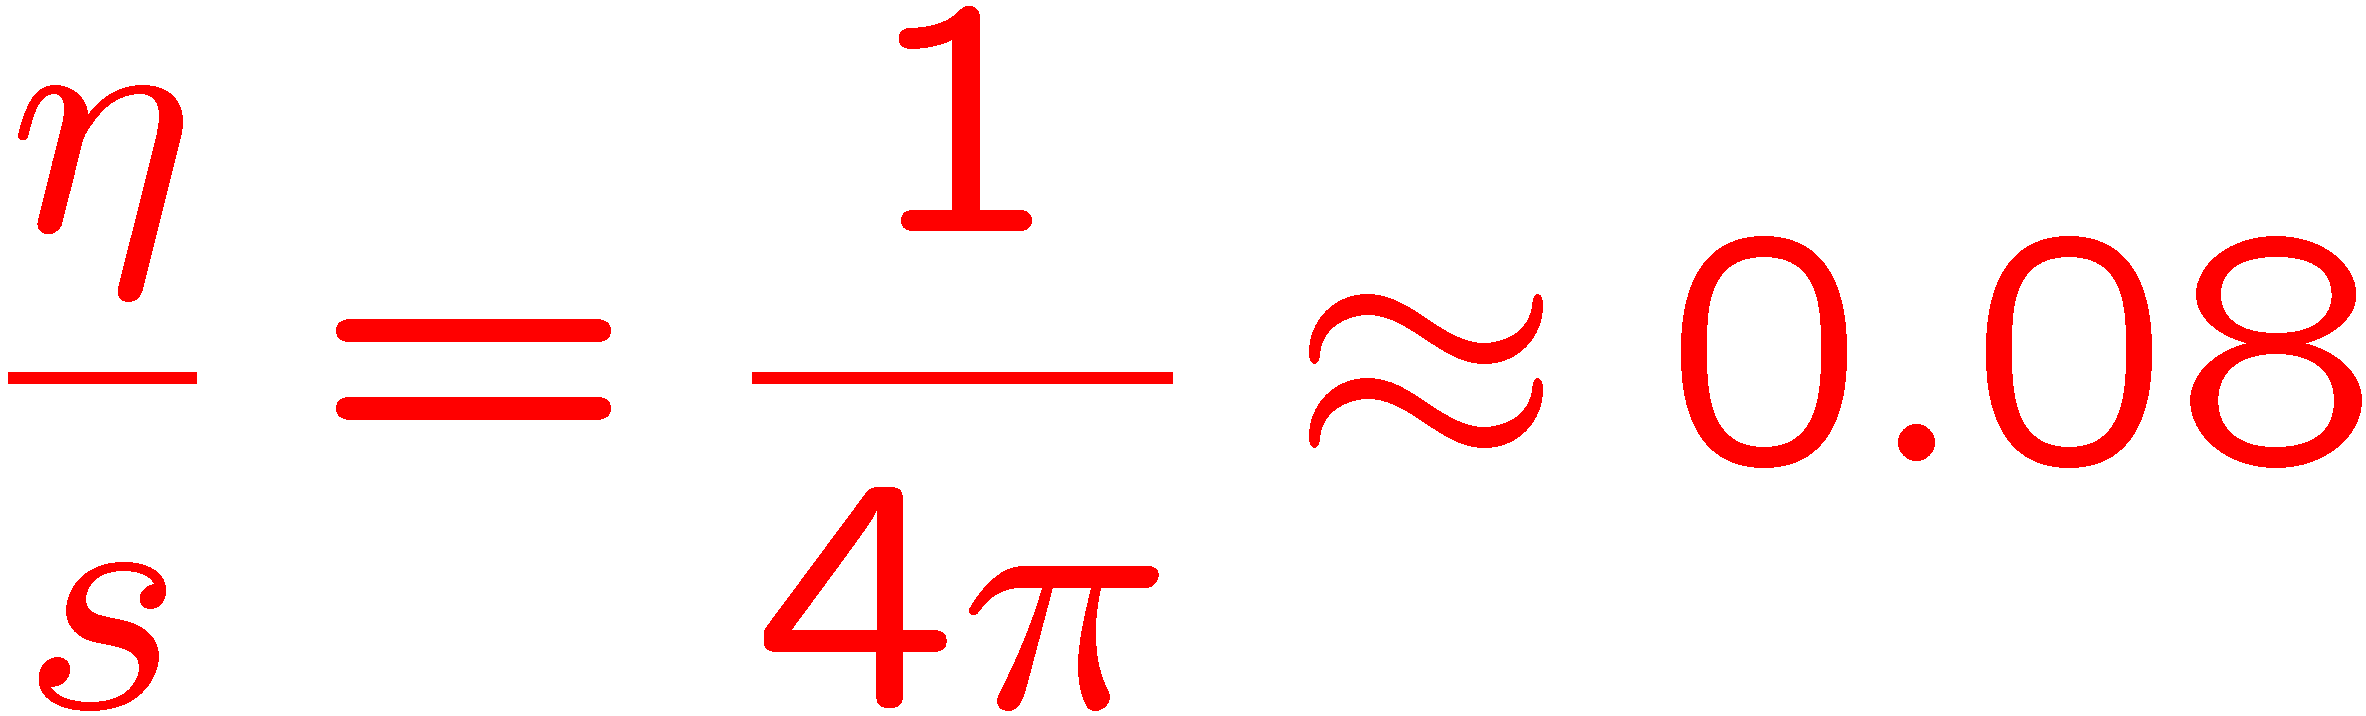 η/s = 1/4π ≈ 0.08